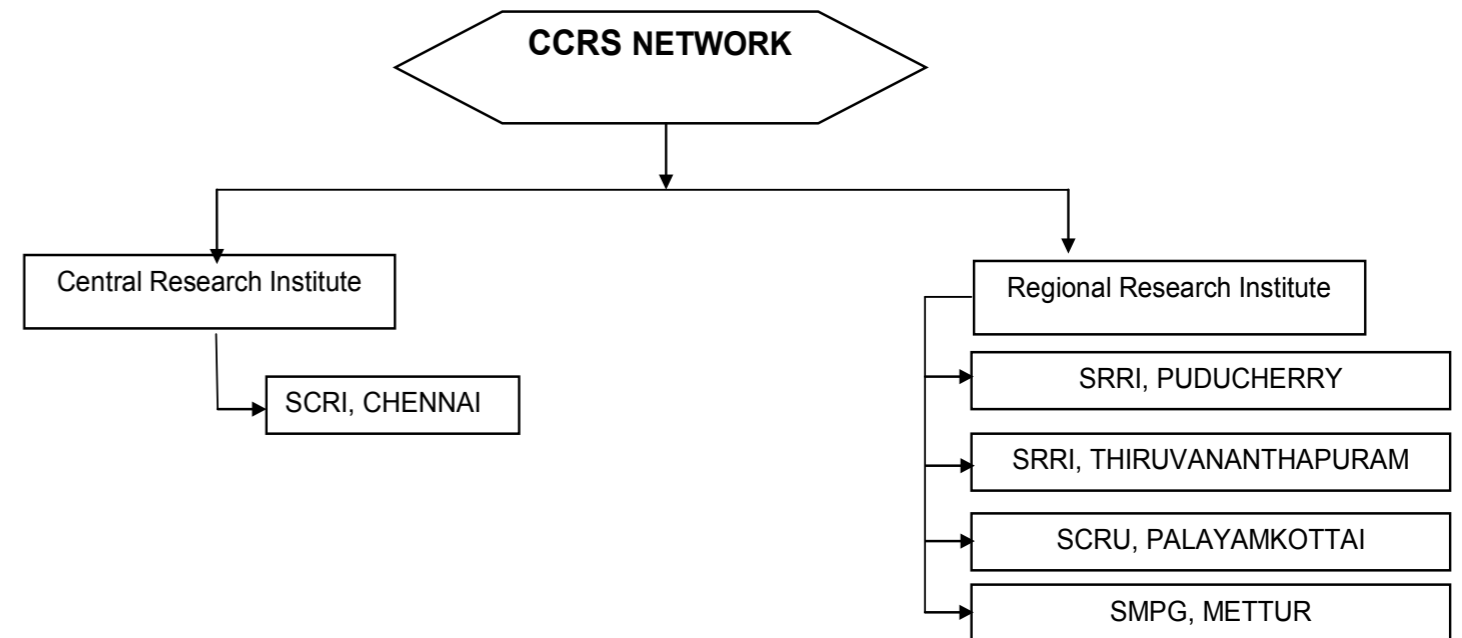 CCRS NETWORK
Central Research Institute
SCRI, CHENNAI
Regional Research Institute
SRRI, PUDUCHERRY
SRRI, THIRUVANANTHAPURAM
SCRU, PALAYAMKOTTAI
SMPG, METTUR